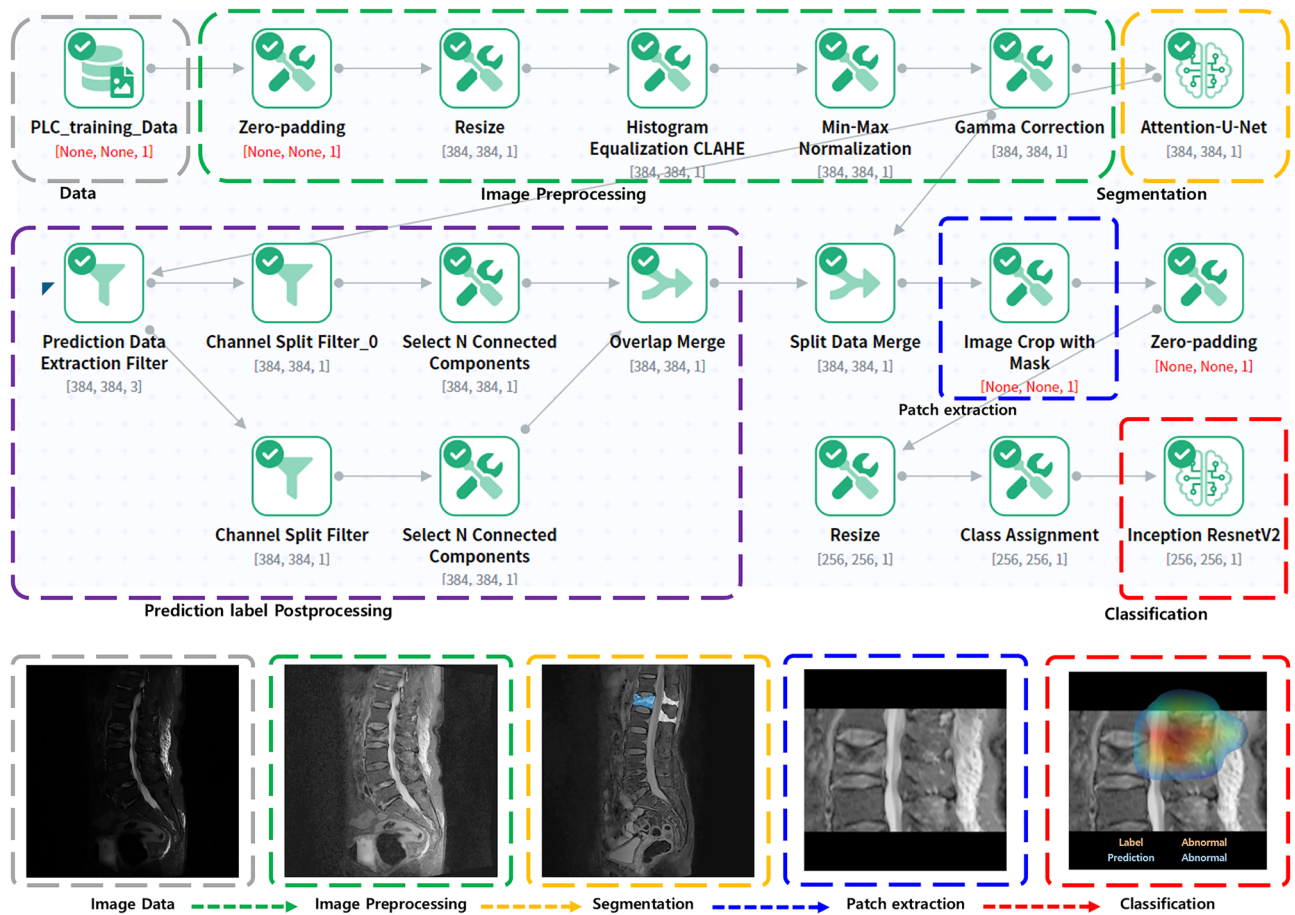 PLC_training_Data
[None, None, 1]
Zero-padding
[None, None, 1]
Resize
[384, 384, 1]
Histogram
Equalization CLAHE
[384, 384, 1]
Min-Max
Normalization
[384, 384, 1]
Gamma Correction
[384, 384, 1]
Attention-U-Net
[384, 384, 1]
Data
Image Preprocessing
Segmentation
Prediction Data
Extraction Filter
[384, 384, 3]
Channel Split Filter_0
[384, 384, 1]
Select N Connected
Components
[384, 384, 1]
Overlap Merge
[384, 384, 1]
Split Data Merge
[384, 384, 1]
Image Crop with
Mask
[None, None, 1]
Zero-padding
[None, None, 1]
Patch extraction
Channel Split Filter
[384, 384, 1]
Select N Connected
Components
[384, 384, 1]
Resize
[256, 256, 1]
Class Assignment
[256, 256, 1]
Inception ResnetV2
[256, 256, 1]
Prediction label Postprocessing
Classification
Label Abnormal
Prediction Abnormal
Image Data
Image Preprocessing
Segmentation
Patch extraction
Classification